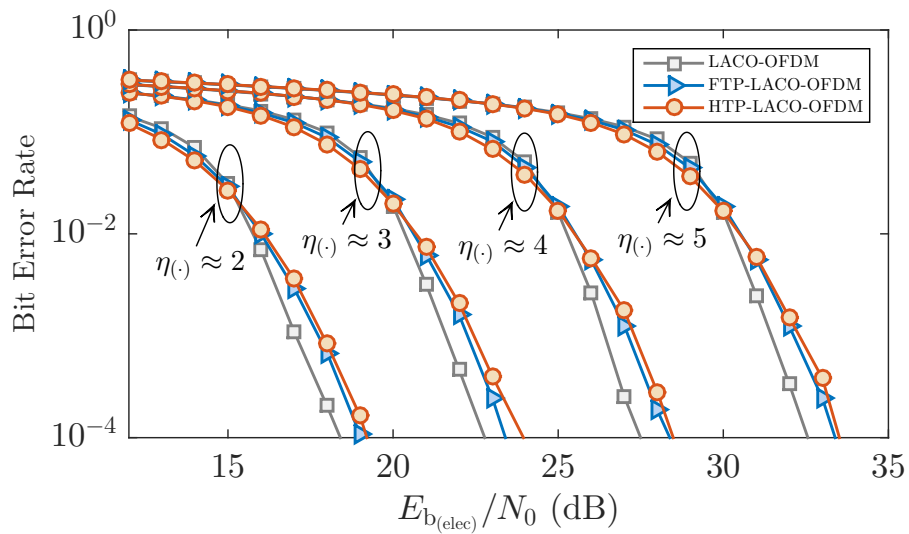 10^0
10^-2
10^-4
Bit Error Rate
LACO-OFDM
FTP-LACO-OFDM
HTP-LACO-OFDM
η(·) ≈ 2
η(·) ≈ 3
η(·) ≈ 4
η(·) ≈ 5
15 20 25 30 35
E_b(elec)/N_0 (dB)